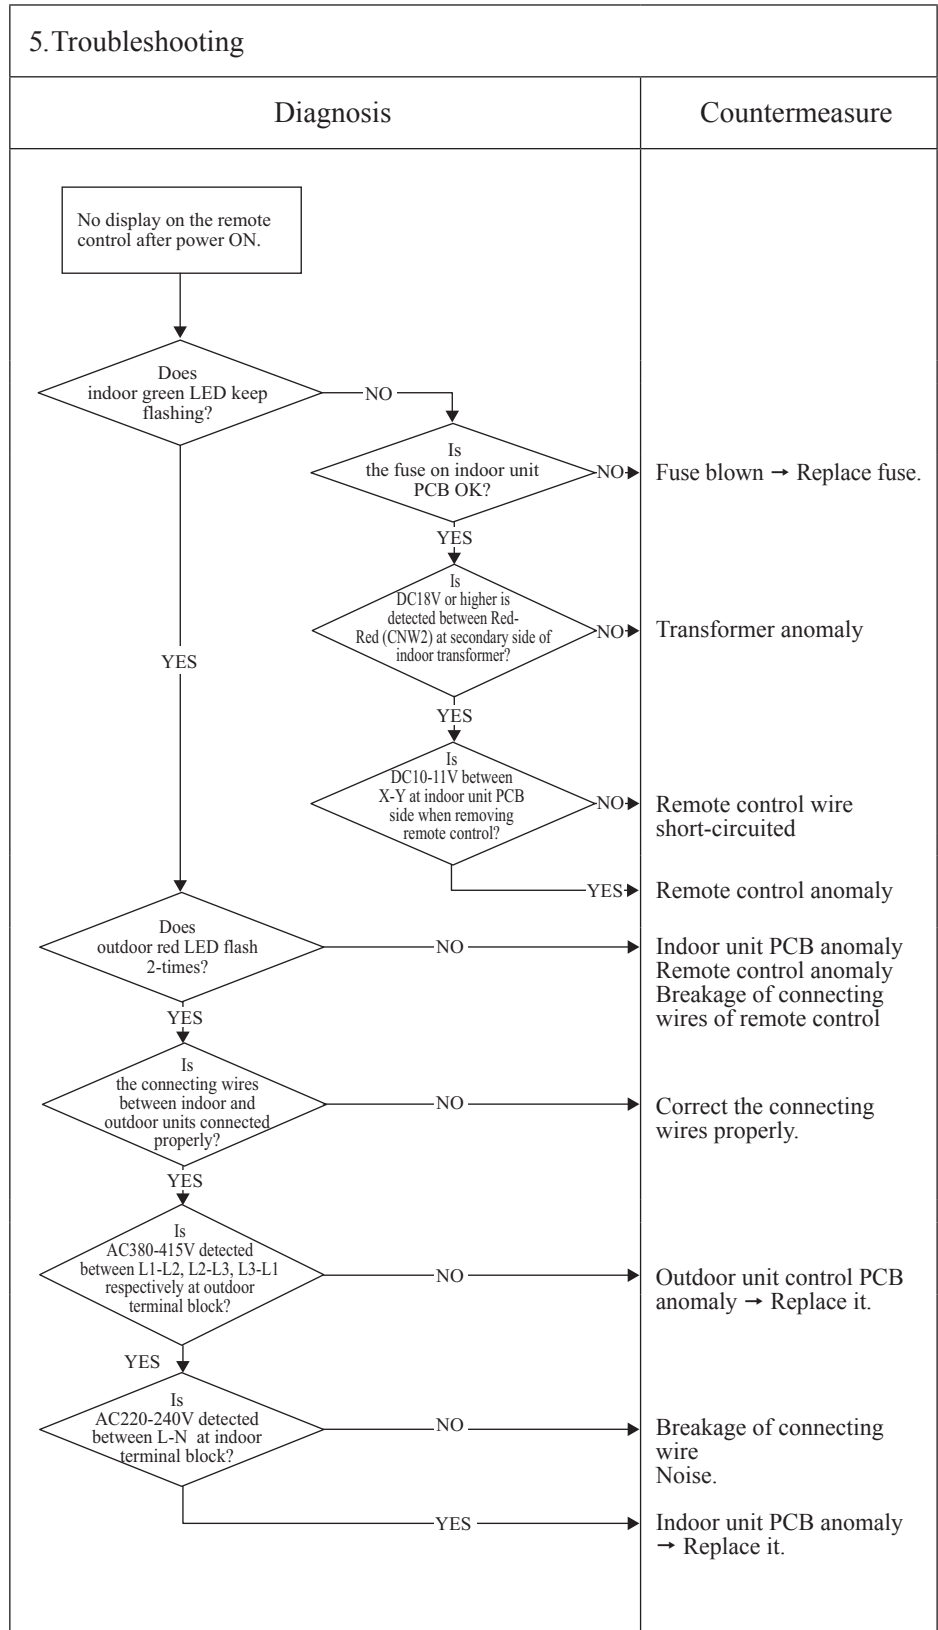 5.Troubleshooting
Diagnosis
Countermeasure
No display on the remote
control after power ON.
Does
indoor green LED keep
flashing?
NO
Is
the fuse on indoor unit
PCB OK?
NO
Fuse blown → Replace fuse.
YES
Is
DC18V or higher is
detected between Red-
Red (CNW2) at secondary side of
indoor transformer?
NO
Transformer anomaly
YES
YES
Is
DC10-11V between
X-Y at indoor unit PCB
side when removing
remote control?
NO
Remote control wire
short-circuited
YES
Remote control anomaly
Does
outdoor red LED flash
2-times?
NO
Indoor unit PCB anomaly
Remote control anomaly
Breakage of connecting
wires of remote control
YES
Is
the connecting wires
between indoor and
outdoor units connected
properly?
NO
Correct the connecting
wires properly.
YES
Is
AC380-415V detected
between L1-L2, L2-L3, L3-L1
respectively at outdoor
terminal block?
NO
Outdoor unit control PCB
anomaly → Replace it.
YES
Is
AC220-240V detected
between L-N at indoor
terminal block?
NO
Breakage of connecting
wire
Noise.
YES
Indoor unit PCB anomaly
→ Replace it.